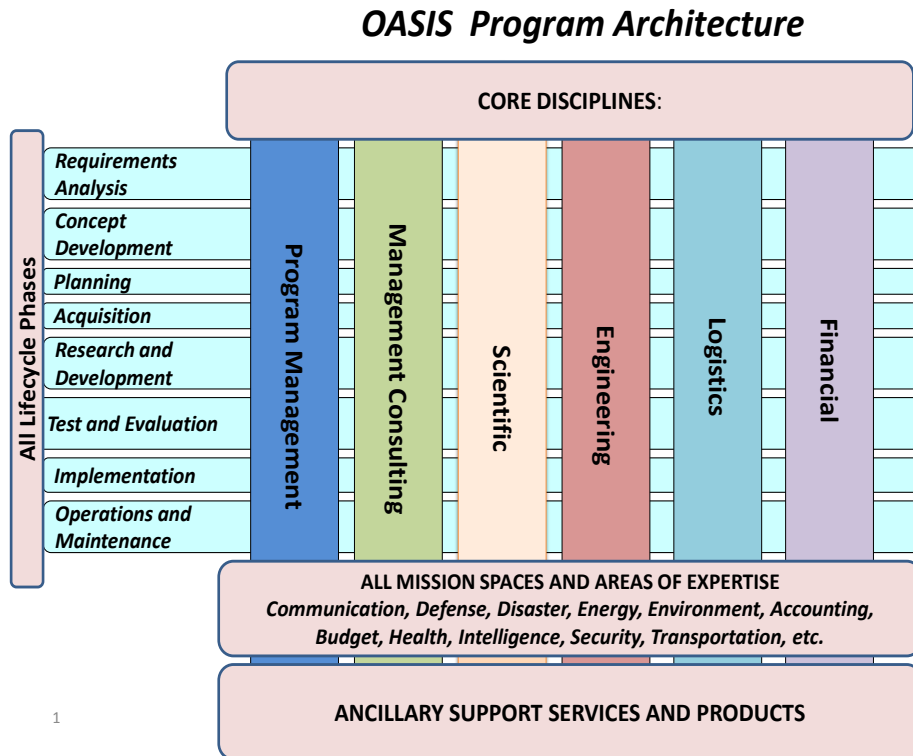 OASIS Program Architecture
CORE DISCIPLINES:
All Lifecycle Phases
Requirements
Analysis
Concept
Development
Planning
Acquisition
Research and
Development
Test and Evaluation
Implementation
Operations and
Maintenance
Program Management
Management Consulting
Scientific
Engineering
Logistics
Financial
ALL MISSION SPACES AND AREAS OF EXPERTISE
Communication, Defense, Disaster, Energy, Environment, Accounting,
Budget, Health, Intelligence, Security, Transportation, etc.
ANCILLARY SUPPORT SERVICES AND PRODUCTS
1